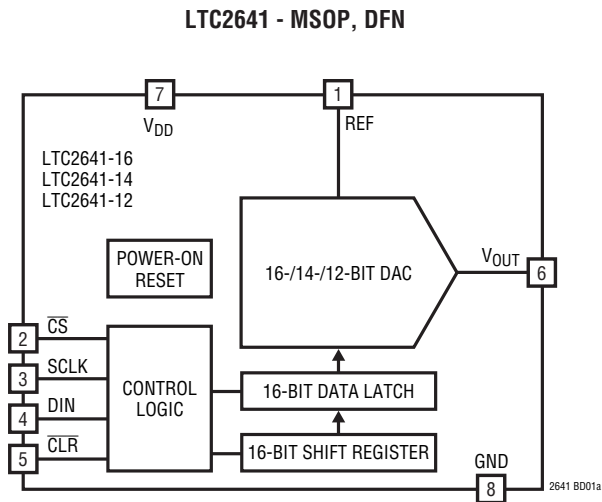 LTC2641 - MSOP, DFN
7
1
VDD
REF
LTC2641-16
LTC2641-14
LTC2641-12
POWER-ON
RESET
16-/14-/12-BIT DAC
VOUT
6
2
CS
3
SCLK
4
DIN
5
CLR
CONTROL
LOGIC
16-BIT DATA LATCH
16-BIT SHIFT REGISTER
GND
8
2641 BD01a